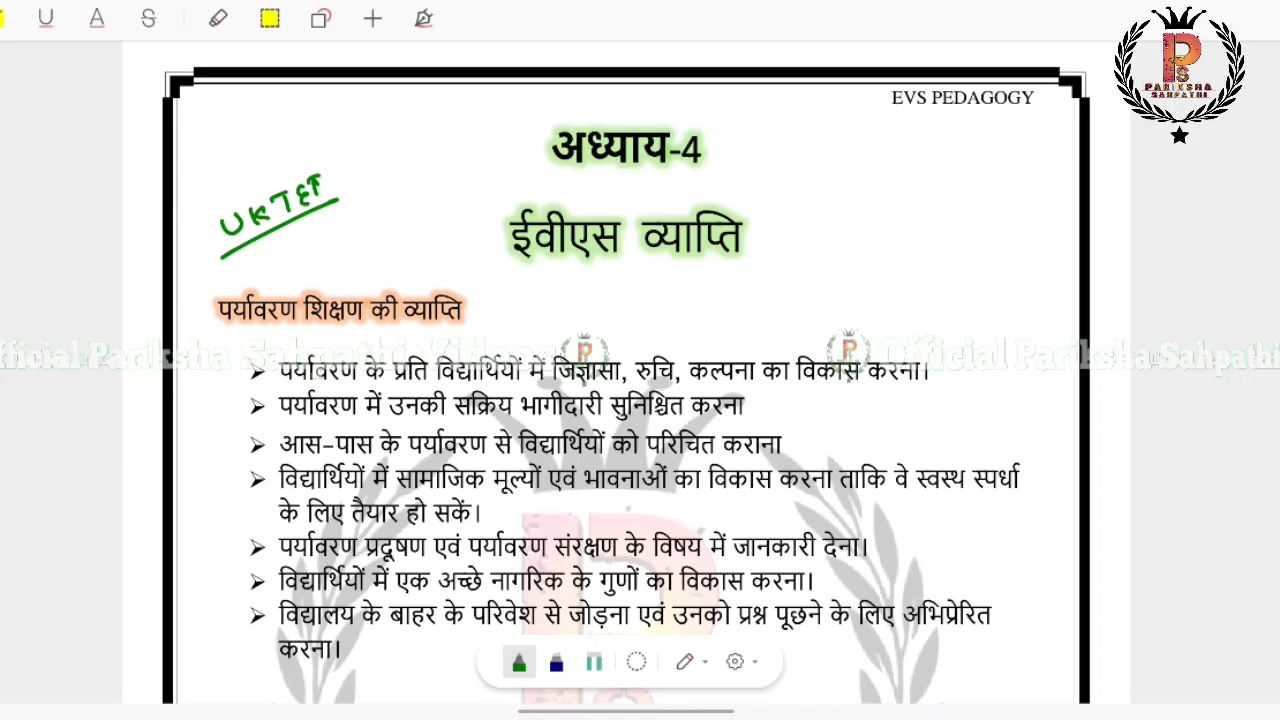 EVS PEDAGOGY
अध्याय-4
UKTET
ईवीएस व्याप्ति
पर्यावरण शिक्षण की व्याप्ति
पर्यावरण के प्रति विद्यार्थियों में जिज्ञासा, रुचि, कल्पना का विकास करना।
पर्यावरण में उनकी सक्रिय भागीदारी सुनिश्चित करना
आस-पास के पर्यावरण से विद्यार्थियों को परिचित कराना
विद्यार्थियों में सामाजिक मूल्यों एवं भावनाओं का विकास करना ताकि वे स्वस्थ स्पर्धा
के लिए तैयार हो सकें।
पर्यावरण प्रदूषण एवं पर्यावरण संरक्षण के विषय में जानकारी देना।
विद्यार्थियों में एक अच्छे नागरिक के गुणों का विकास करना।
विद्यालय के बाहर के परिवेश से जोड़ना एवं उनको प्रश्न पूछने के लिए अभिप्रेरित
करना।
PARIKSHA
SAHPATHI
Official Pariksha Sahpathi